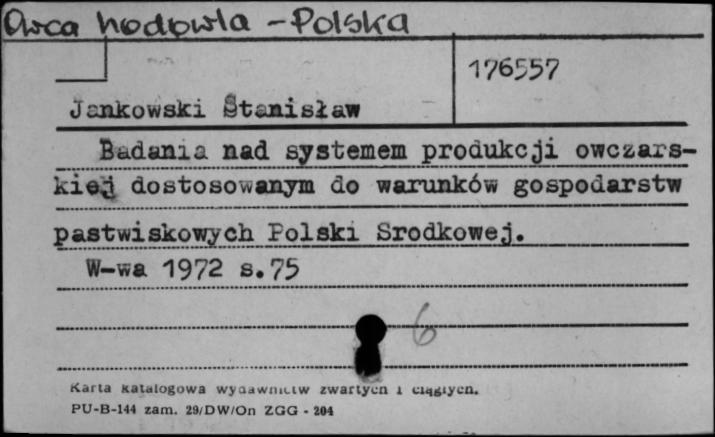 Owca hodowla - Polska
176557
Jankowski Stanisław
Badania nad systemem produkcji owczars-
kiej dostosowanym do warunków gospodarstw
pastwiskowych Polski Srodkowej.
W-wa 1972 s.75
6
Karta katalogowa wydawnictw zwartych i ciągłych.
PU-B-144 zam. 29/DW/On ZGG - 204